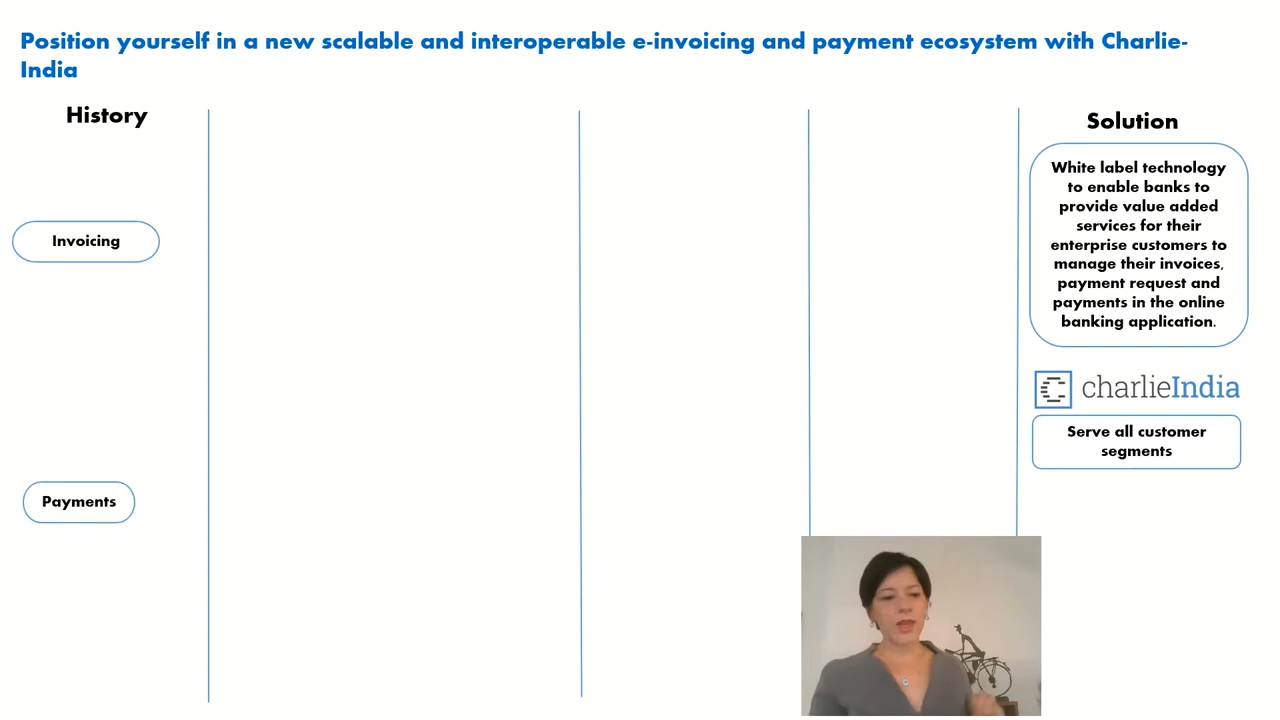 Position yourself in a new scalable and interoperable e-invoicing and payment ecosystem with Charlie-
India
History
Invoicing
Payments
Solution
White label technology
to enable banks to
provide value added
services for their
enterprise customers to
manage their invoices,
payment request and
payments in the online
banking application.
charlieIndia
Serve all customer
segments